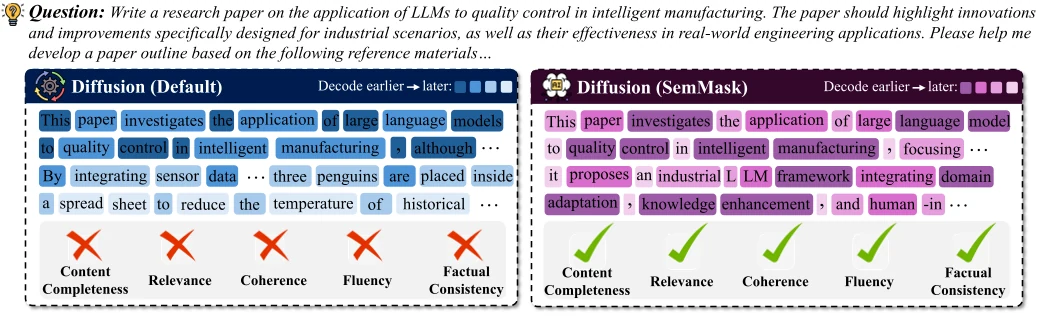 Question: Write a research paper on the application of LLMs to quality control in intelligent manufacturing. The paper should highlight innovations
and improvements specifically designed for industrial scenarios, as well as their effectiveness in real-world engineering applications. Please help me
develop a paper outline based on the following reference materials…
Diffusion (Default)
Decode earlier → later:
This paper investigates the application of large language models
to quality control in intelligent manufacturing , although ⋯
By integrating sensor data ⋯ three penguins are placed inside
a spread sheet to reduce the temperature of historical ⋯
Content Completeness
Relevance
Coherence
Fluency
Factual Consistency
Diffusion (SemMask)
Decode earlier → later:
This paper investigates the application of large language model
to quality control in intelligent manufacturing , focusing ⋯
it proposes an industrial L LM framework integrating domain
adaptation , knowledge enhancement , and human -in ⋯
Content Completeness
Relevance
Coherence
Fluency
Factual Consistency